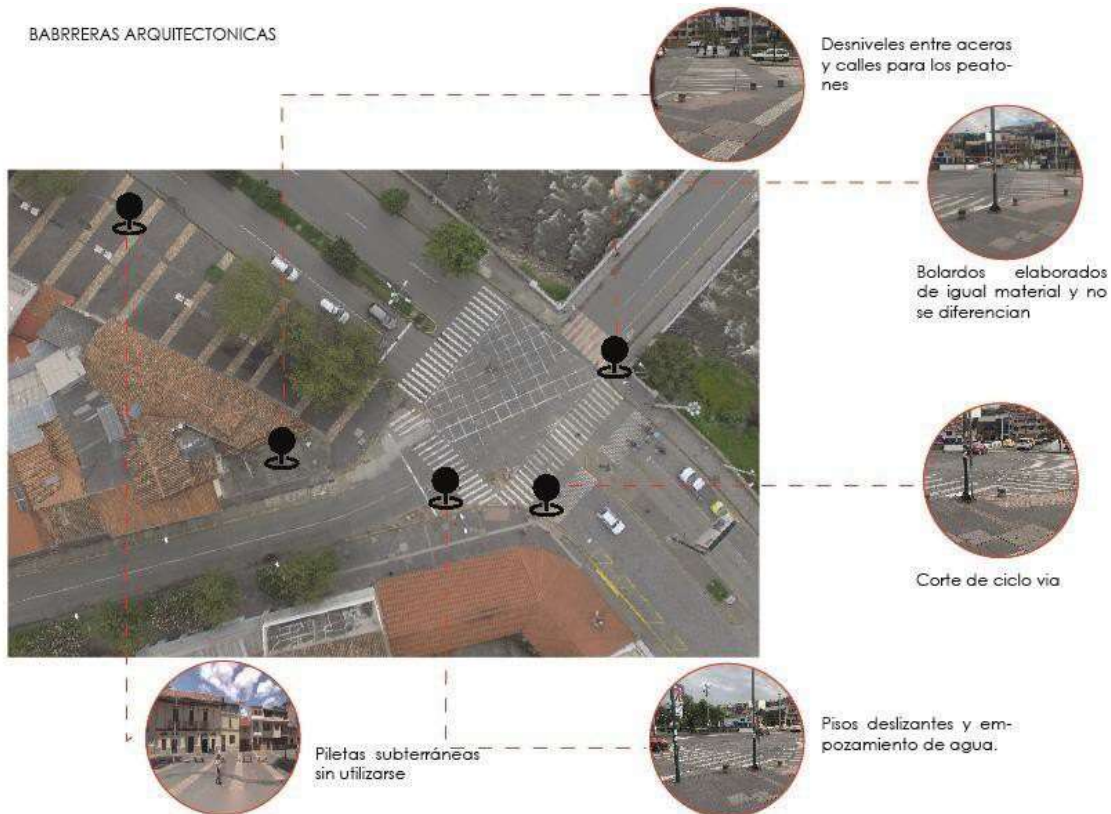 BABRRERAS ARQUITECTONICAS
Desniveles entre aceras
y calles para los peato-
nes
Bolardos elaborados
de igual material y no
se diferencian
Corte de ciclo via
Piletas subterráneas
sin utilizarse
Pisos deslizantes y em-
pozamiento de agua.